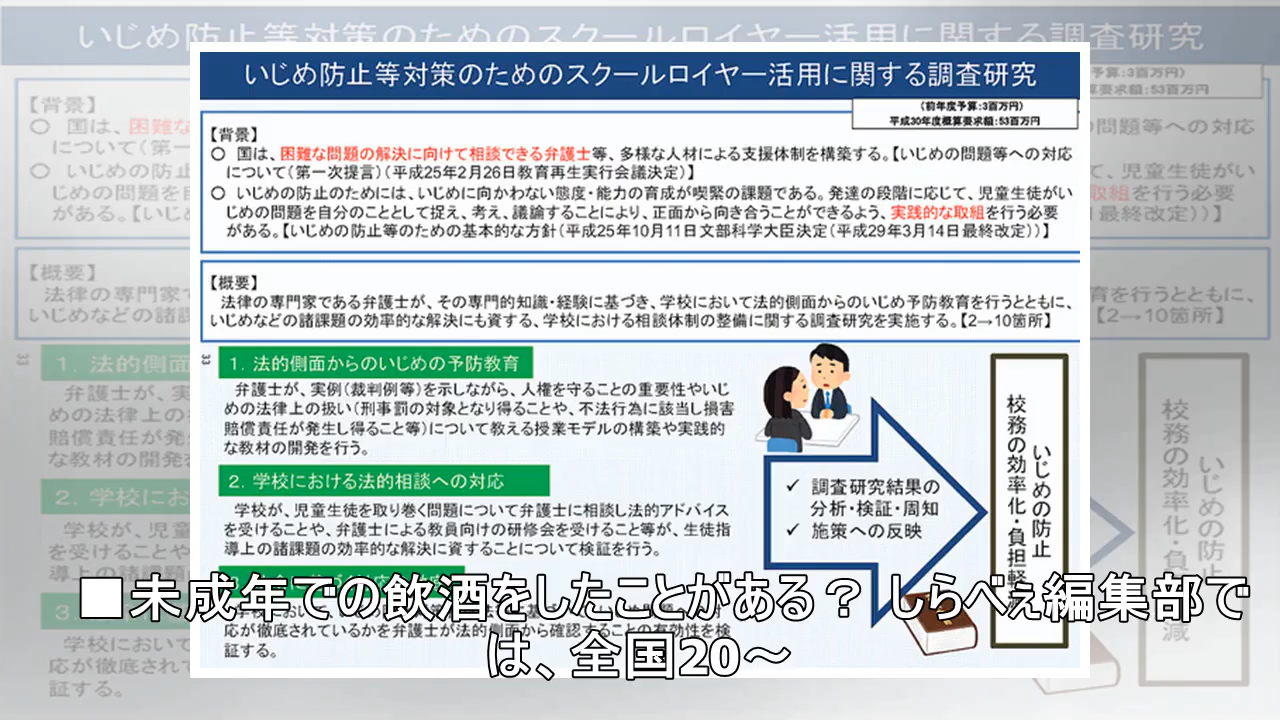 いじめ防止等対策のためのスクールロイヤー活用に関する調査研究
（前年度予算：3百万円）
平成30年度概算要求額：53百万円
【背景】
○ 国は、困難な問題の解決に向けて相談できる弁護士等、多様な人材による支援体制を構築する。【いじめの問題等への対応
について（第一次提言）（平成25年2月26日教育再生実行会議決定）】
○ いじめの防止のためには、いじめに向かわない態度・能力の育成が喫緊の課題である。発達の段階に応じて、児童生徒がい
じめの問題を自分のこととして捉え、考え、議論することにより、正面から向き合うことができるよう、実践的な取組を行う必要
がある。【いじめの防止等のための基本的な方針（平成25年10月11日文部科学大臣決定（平成29年3月14日最終改定））】
【概要】
法律の専門家である弁護士が、その専門的知識・経験に基づき、学校において法的側面からのいじめ予防教育を行うとともに、
いじめなどの諸課題の効率的な解決にも資する、学校における相談体制の整備に関する調査研究を実施する。【2→10箇所】
33
1．法的側面からのいじめの予防教育
弁護士が、実例（裁判例等）を示しながら、人権を守ることの重要性やいじ
めの法律上の扱い（刑事罰の対象となり得ることや、不法行為に該当し損害
賠償責任が発生し得ること等）について教える授業モデルの構築や実践的
な教材の開発を行う。
2．学校における法的相談への対応
学校が、児童生徒を取り巻く問題について弁護士に相談し法的アドバイス
を受けることや、弁護士による教員向けの研修会を受けること等が、生徒指
導上の諸課題の効率的な解決に資することについて検証を行う。
応が徹底されているかを弁護士が法的側面から確認することの有効性を検
証する。
✓ 調査研究結果の
分析・検証・周知
✓ 施策への反映
いじめの防止
校務の効率化・負担軽減
■未成年での飲酒をしたことがある？ しらべぇ編集部で
は、全国20～